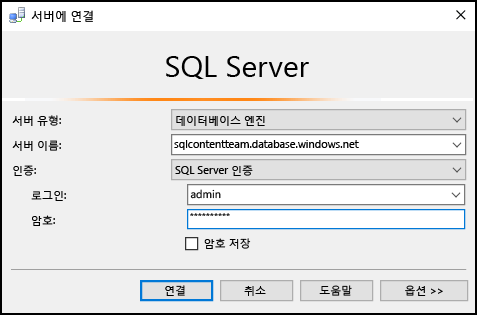 서버에 연결
SQL Server
서버 유형: 데이터베이스 엔진
서버 이름: sqlcontentteam.database.windows.net
인증: SQL Server 인증
로그인: admin
암호: **********
암호 저장
연결 취소 도움말 옵션 >>